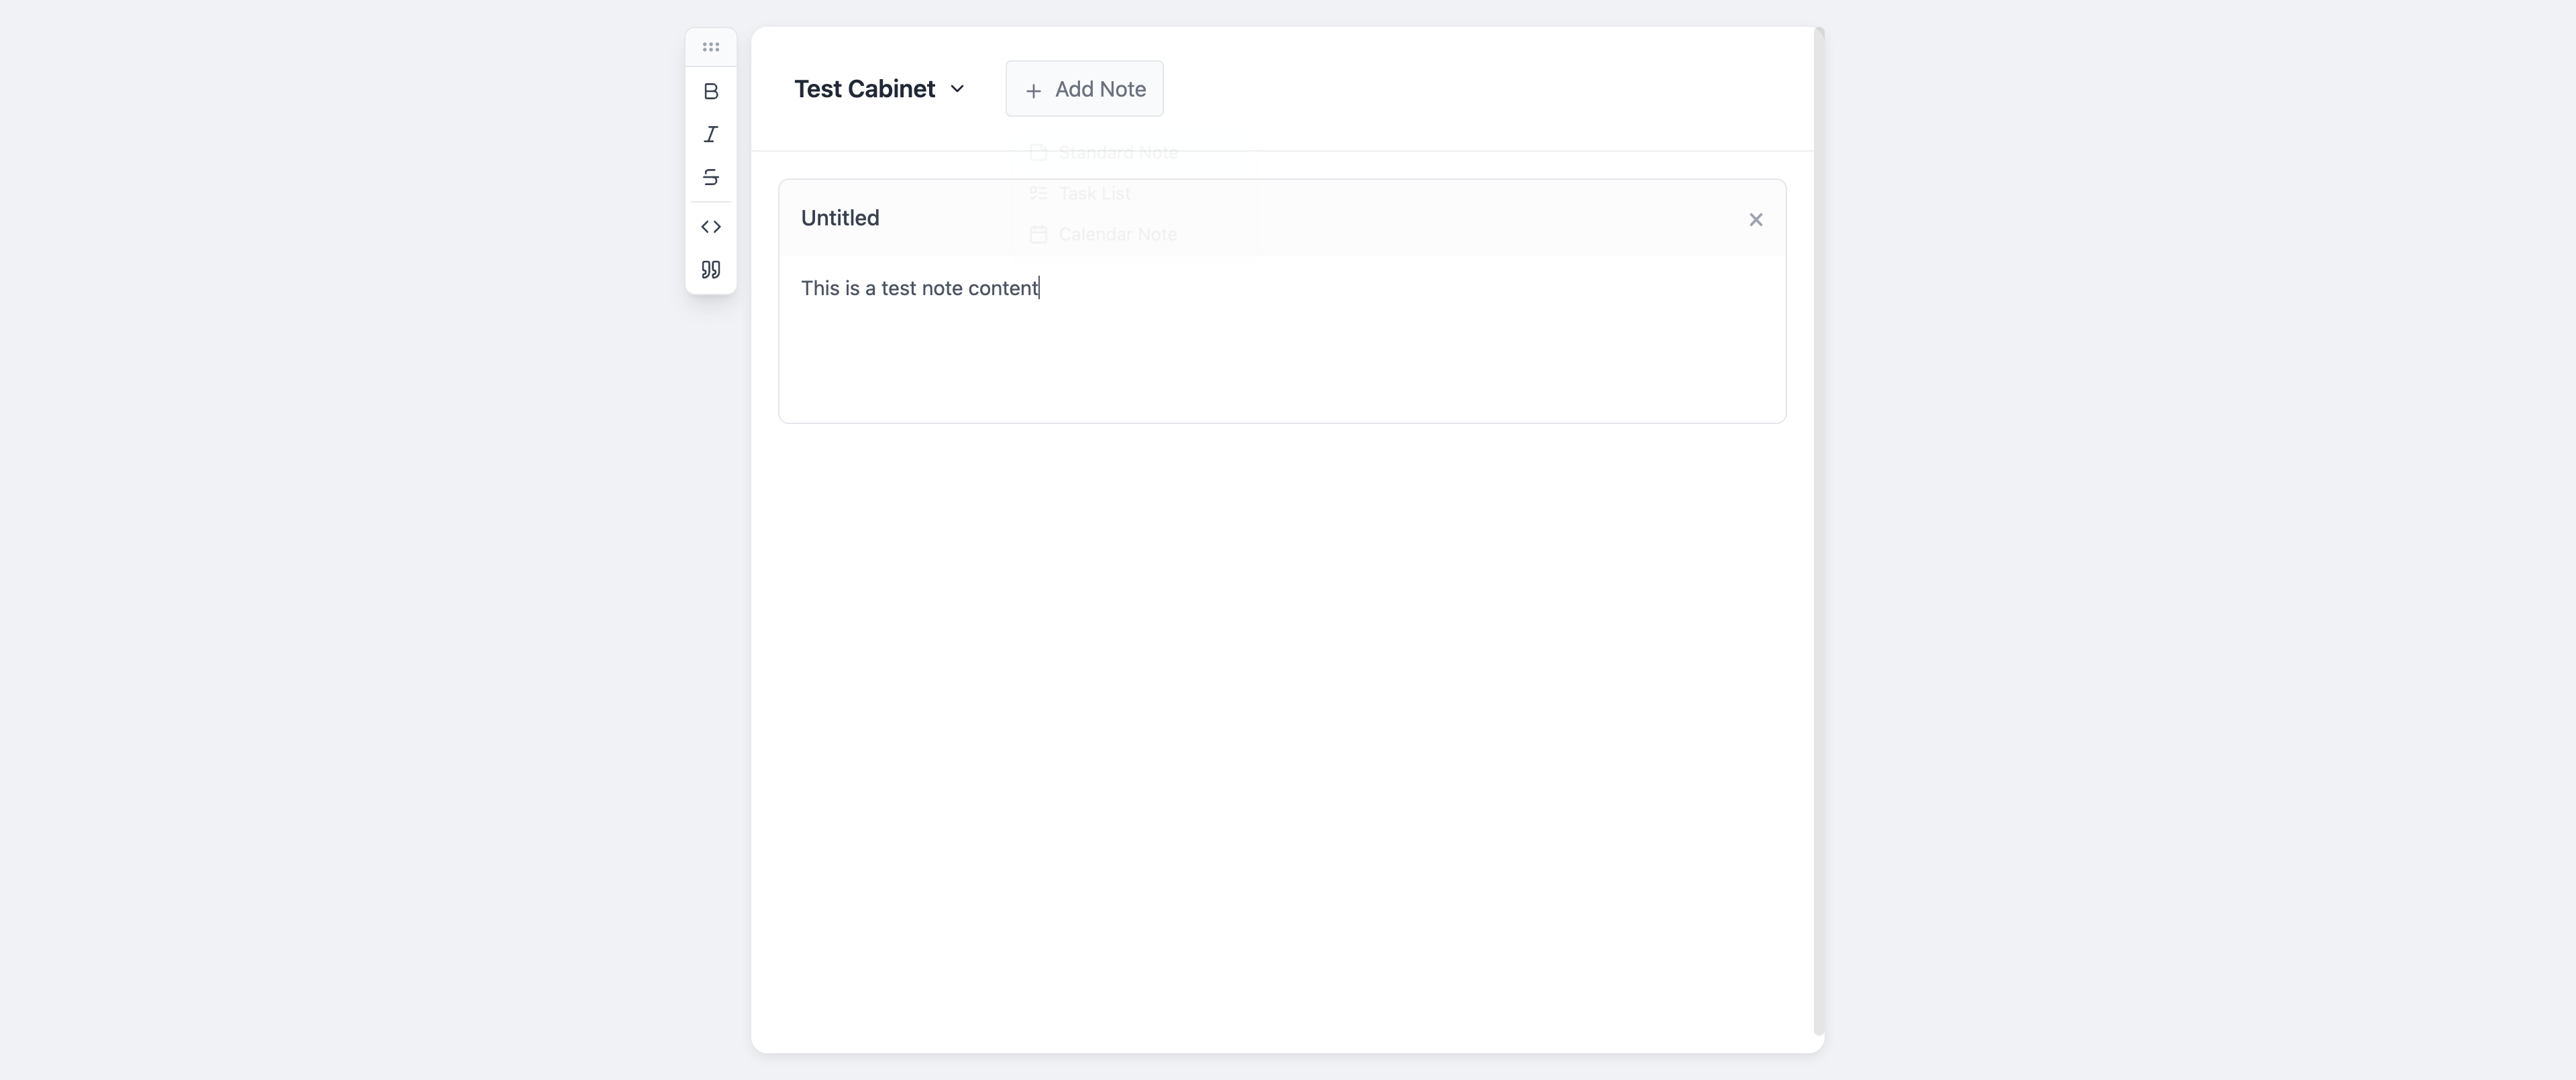 Test Cabinet
Add Note
Standard Note
Task List
Calendar Note
Untitled
This is a test note content